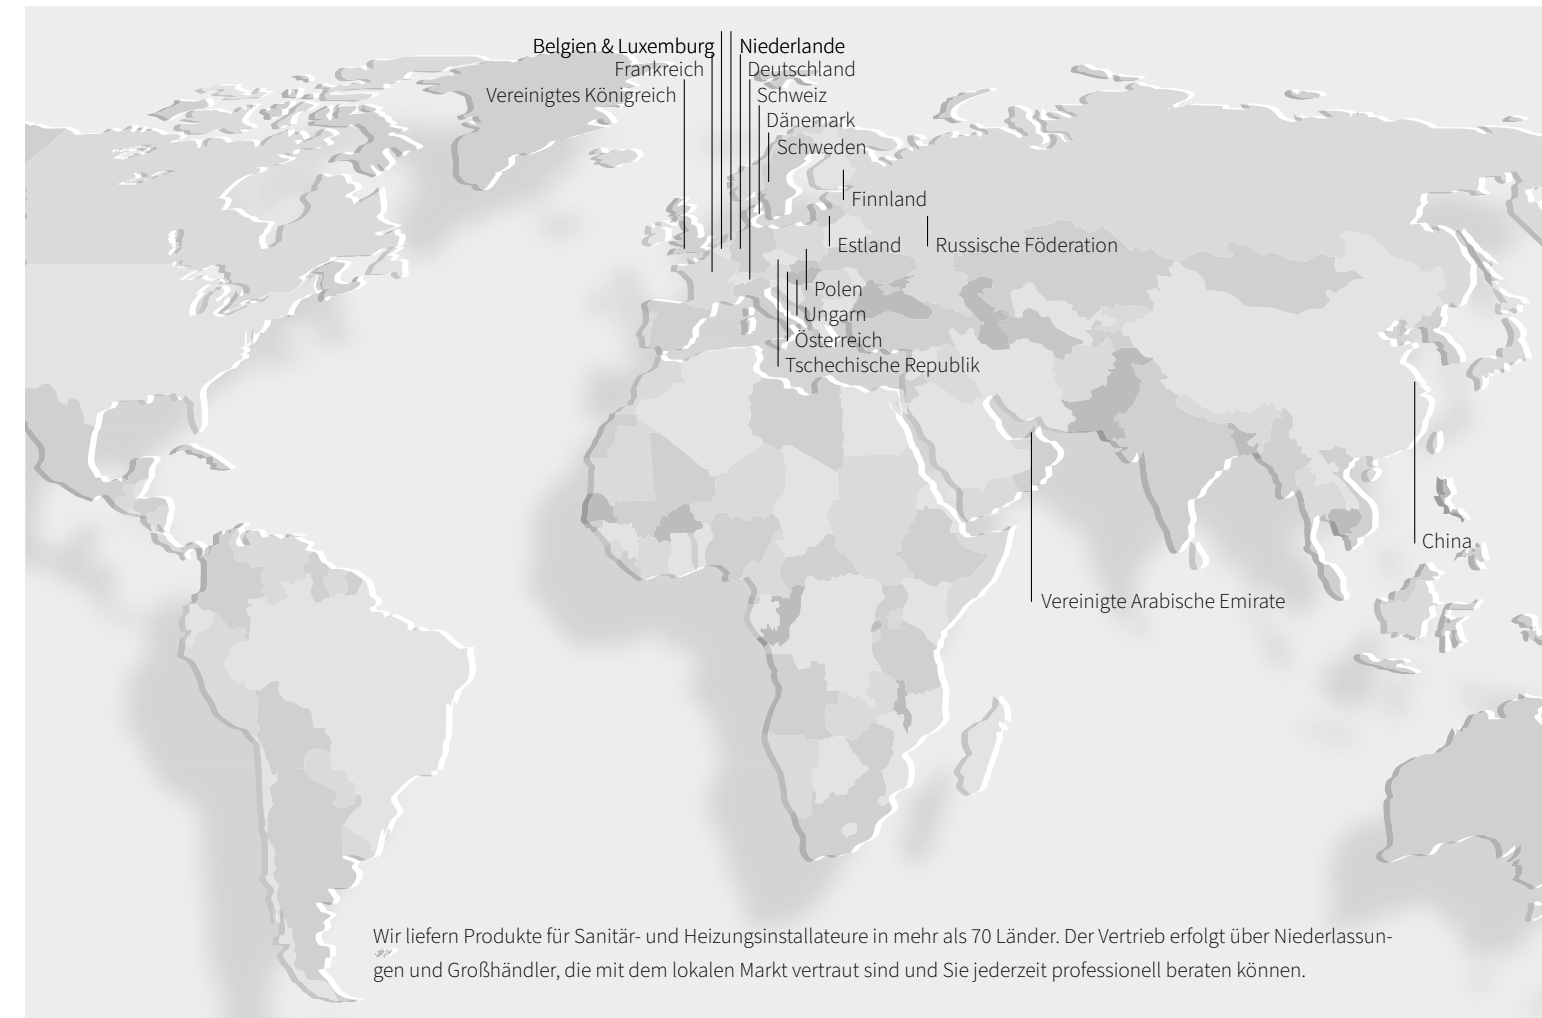 Belgien & Luxemburg
Niederlande
Frankreich
Deutschland
Vereinigtes Königreich
Schweiz
Dänemark
Schweden
Finnland
Estland
Russische Föderation
Polen
Ungarn
Österreich
Tschechische Republik
China
Vereinigte Arabische Emirate
Wir liefern Produkte für Sanitär- und Heizungsinstallateure in mehr als 70 Länder. Der Vertrieb erfolgt über Niederlassun-
gen und Großhändler, die mit dem lokalen Markt vertraut sind und Sie jederzeit professionell beraten können.